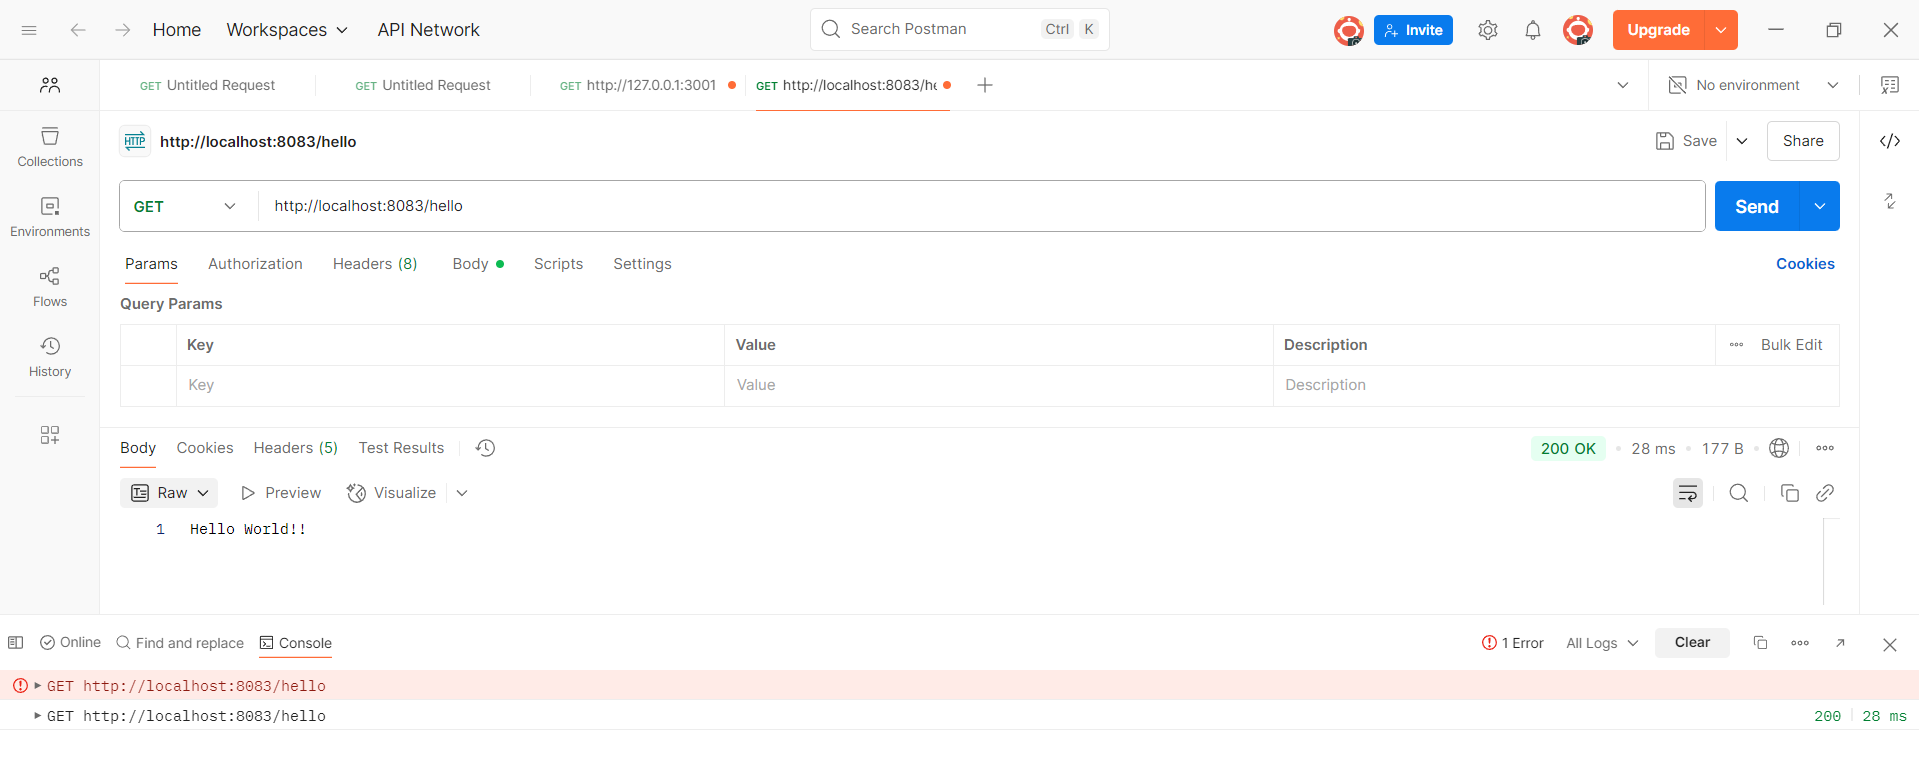 Home Workspaces API Network Search Postman Ctrl K Invite Upgrade
GET Untitled Request GET Untitled Request GET http://127.0.0.1:3001 GET http://localhost:8083/he No environment
HTTP http://localhost:8083/hello Save Share
Collections
GET http://localhost:8083/hello Send
Environments
Params Authorization Headers (8) Body Scripts Settings Cookies
Flows
Query Params
Key Value Description Bulk Edit
History
Key Value Description
Body Cookies Headers (5) Test Results 200 OK 28 ms 177 B
Raw Preview Visualize
1 Hello World!!
Online Find and replace Console 1 Error All Logs Clear
GET http://localhost:8083/hello
GET http://localhost:8083/hello 200 28 ms